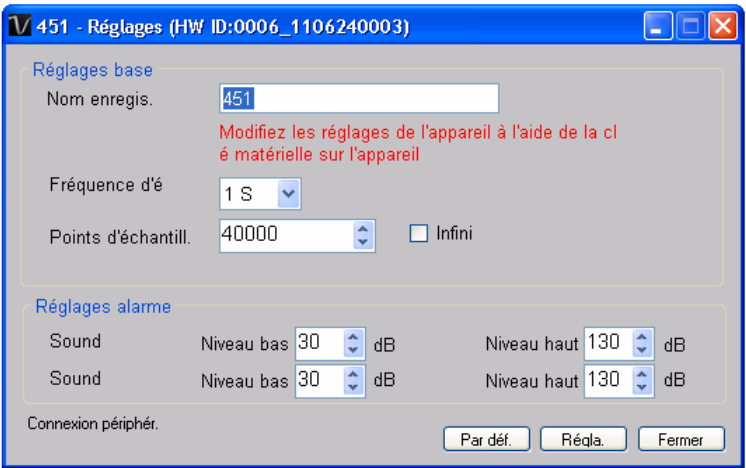 451 - Réglages (HW ID:0006_1106240003)
Réglages base
Nom enregis. 451
Modifiez les réglages de l'appareil à l'aide de la cl
é matérielle sur l'appareil
Fréquence d'é 1 S
Points d'échantill. 40000 Infini
Réglages alarme
Sound Niveau bas 30 dB Niveau haut 130 dB
Sound Niveau bas 30 dB Niveau haut 130 dB
Connexion périphér.
Par déf. Régla. Fermer